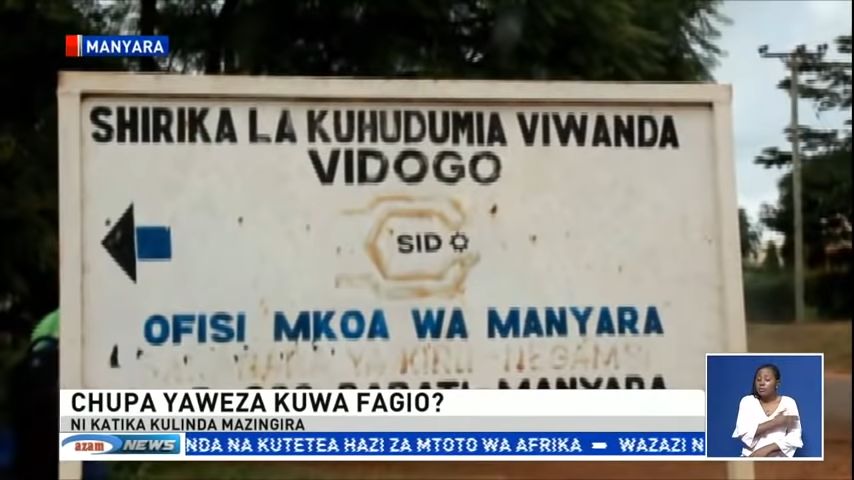 MANYARA
SHIRIKA LA KUHUDUMIA VIWANDA
VIDOGO
SIDO
OFISI MKOA WA MANYARA
MANYARA
CHUPA YAWEZA KUWA FAGIO?
NI KATIKA KULINDA MAZINGIRA
azam NEWS NDA NA KUTETEA HAZI ZA MTOTO WA AFRIKA – WAZAZI N